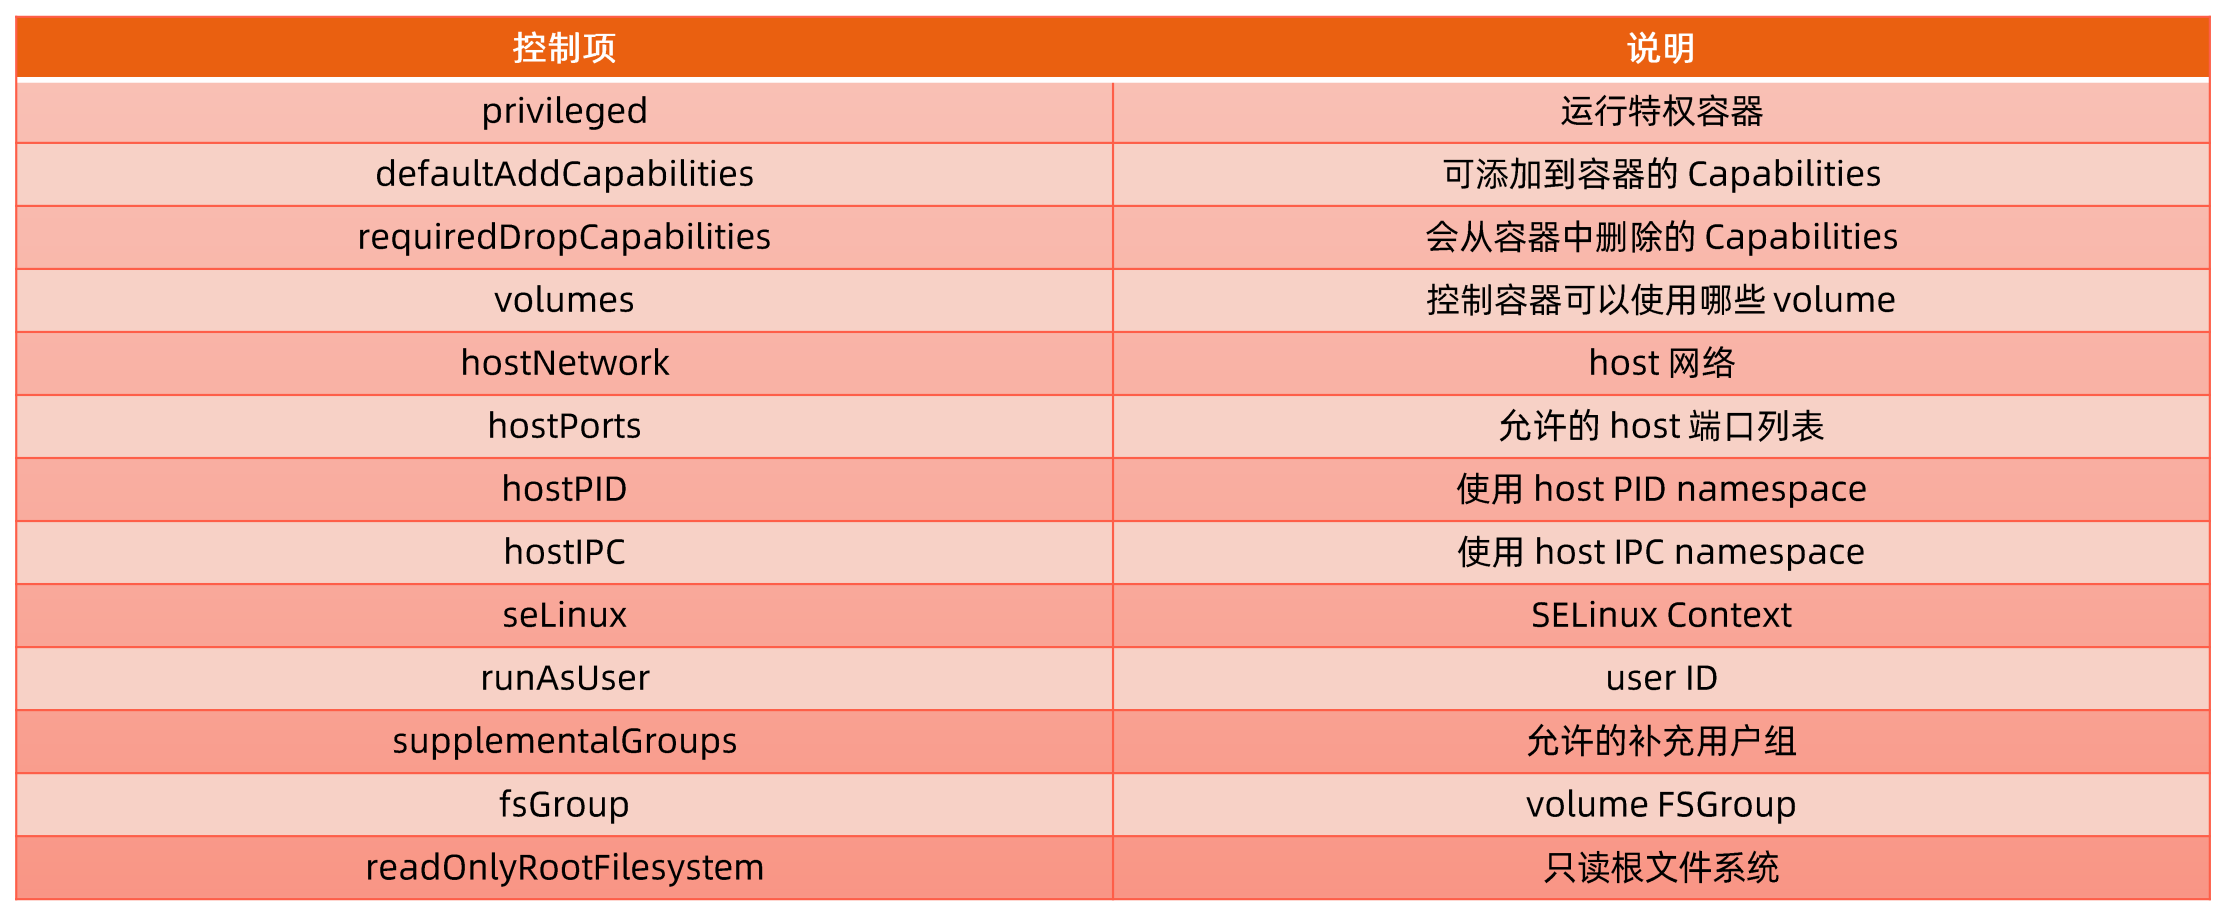 控制项 说明
privileged 运行特权容器
defaultAddCapabilities 可添加到容器的 Capabilities
requiredDropCapabilities 会从容器中删除的 Capabilities
volumes 控制容器可以使用哪些 volume
hostNetwork host 网络
hostPorts 允许的 host 端口列表
hostPID 使用 host PID namespace
hostIPC 使用 host IPC namespace
seLinux SELinux Context
runAsUser user ID
supplementalGroups 允许的补充用户组
fsGroup volume FSGroup
readOnlyRootFilesystem 只读根文件系统